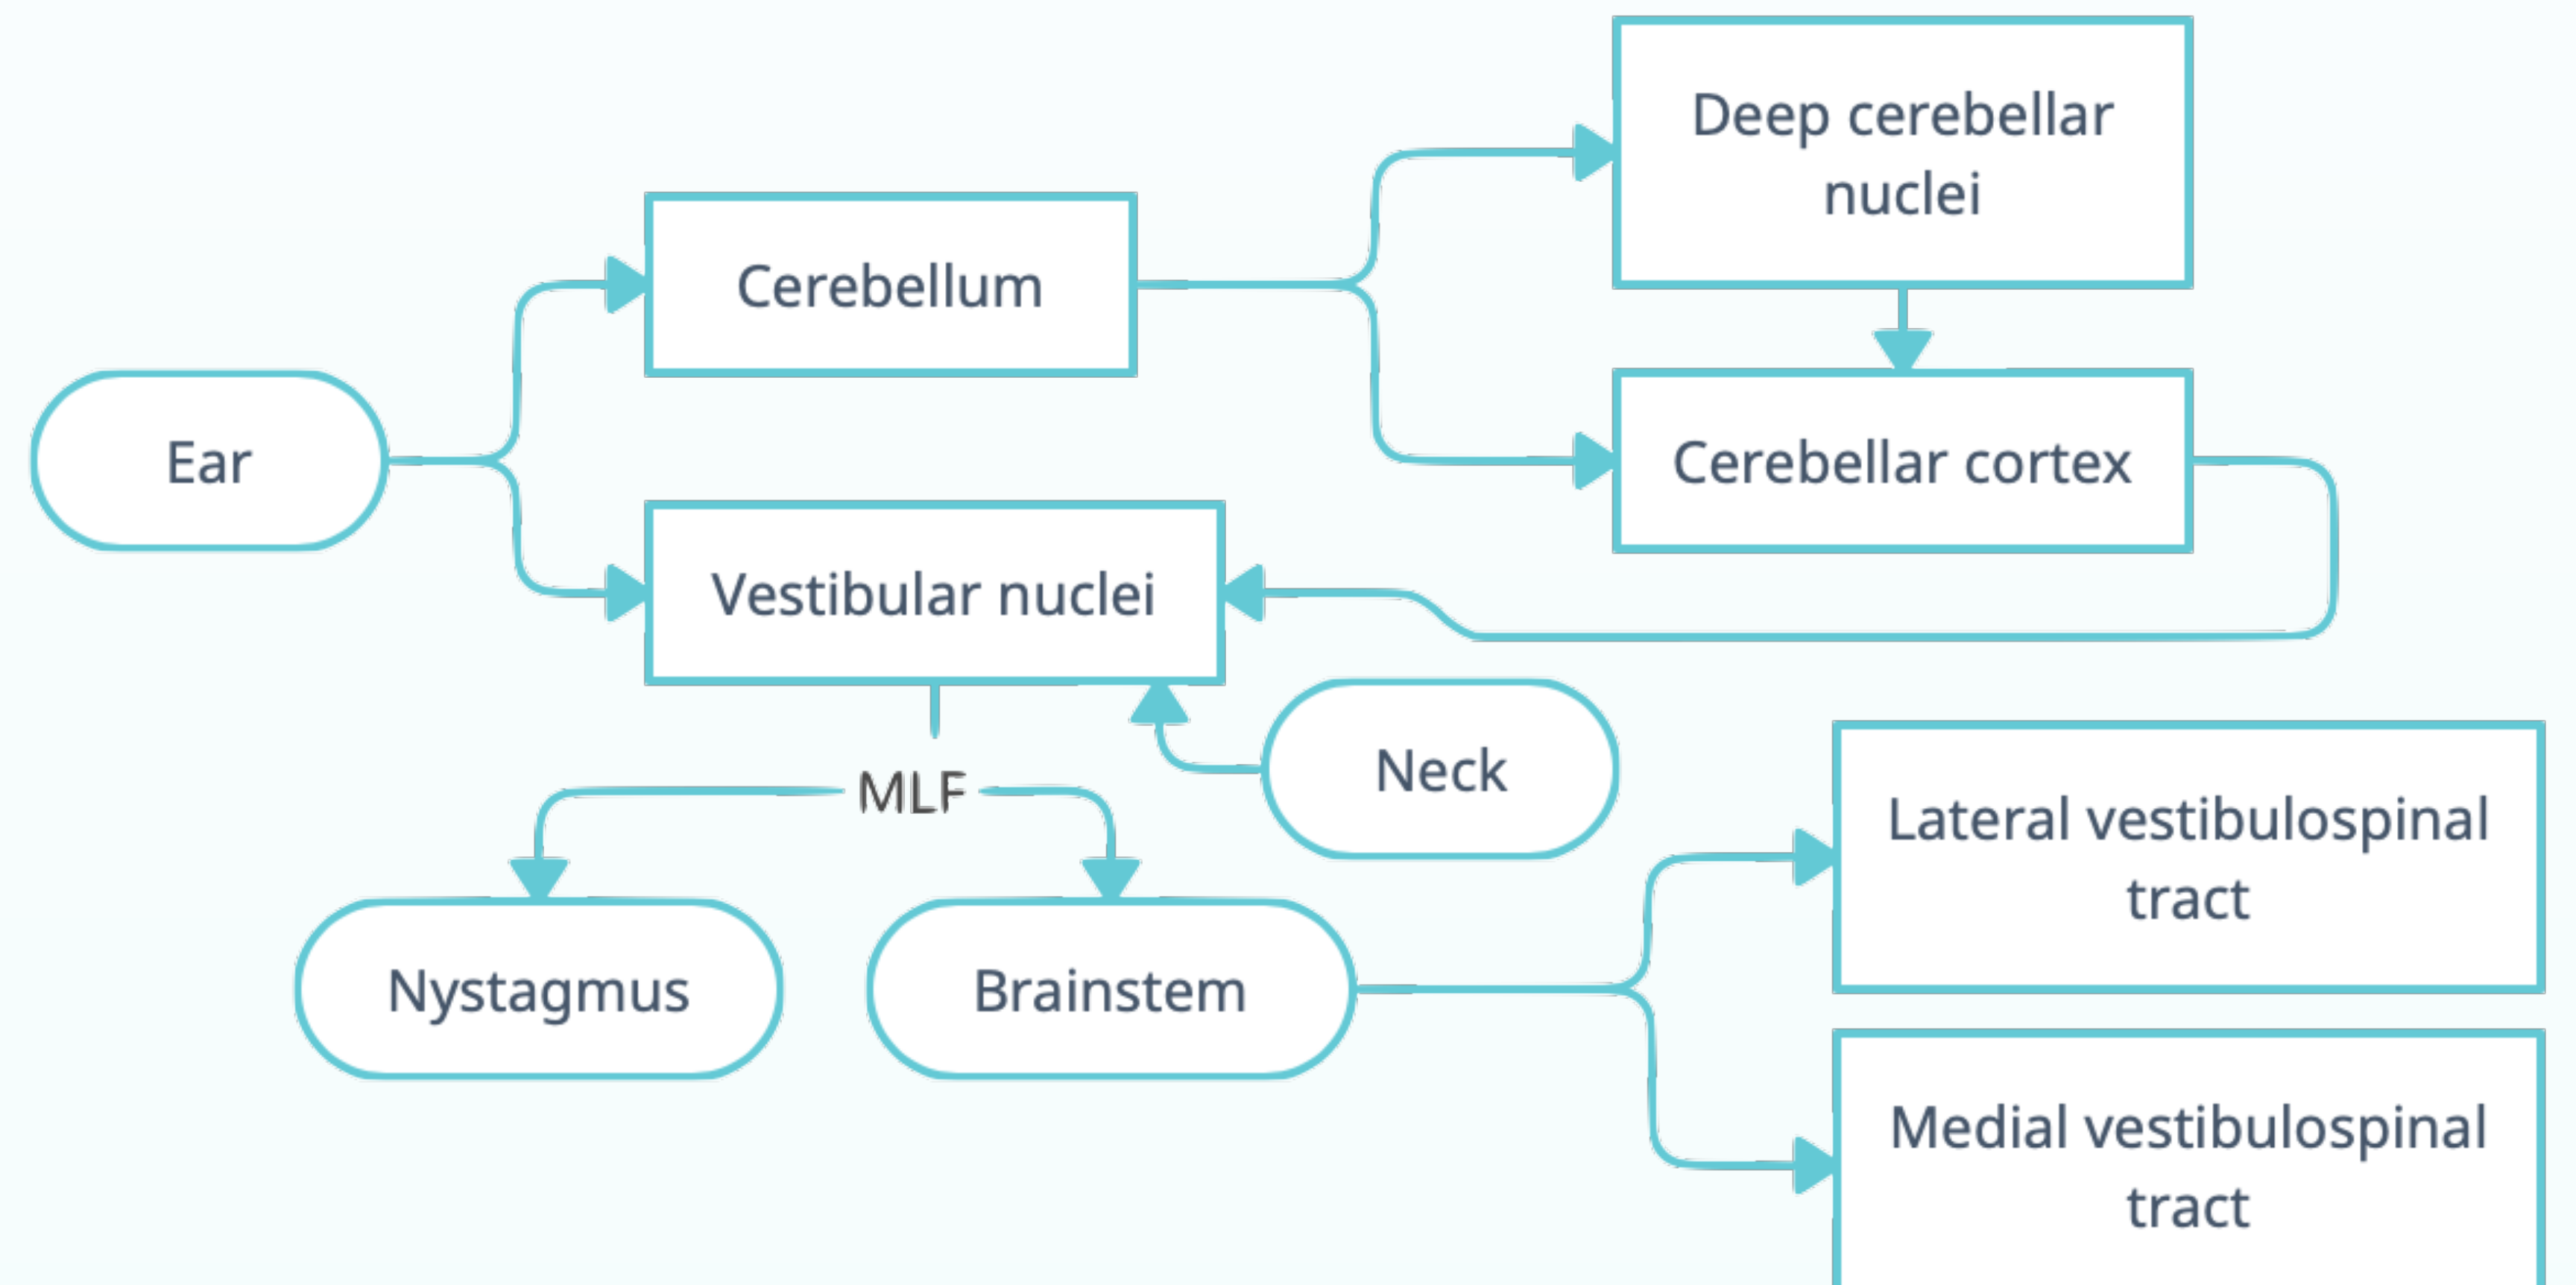 Deep cerebellar
nuclei
Cerebellum
Ear
Cerebellar cortex
Vestibular nuclei
Neck
MLF
Lateral vestibulospinal
tract
Nystagmus
Brainstem
Medial vestibulospinal
tract